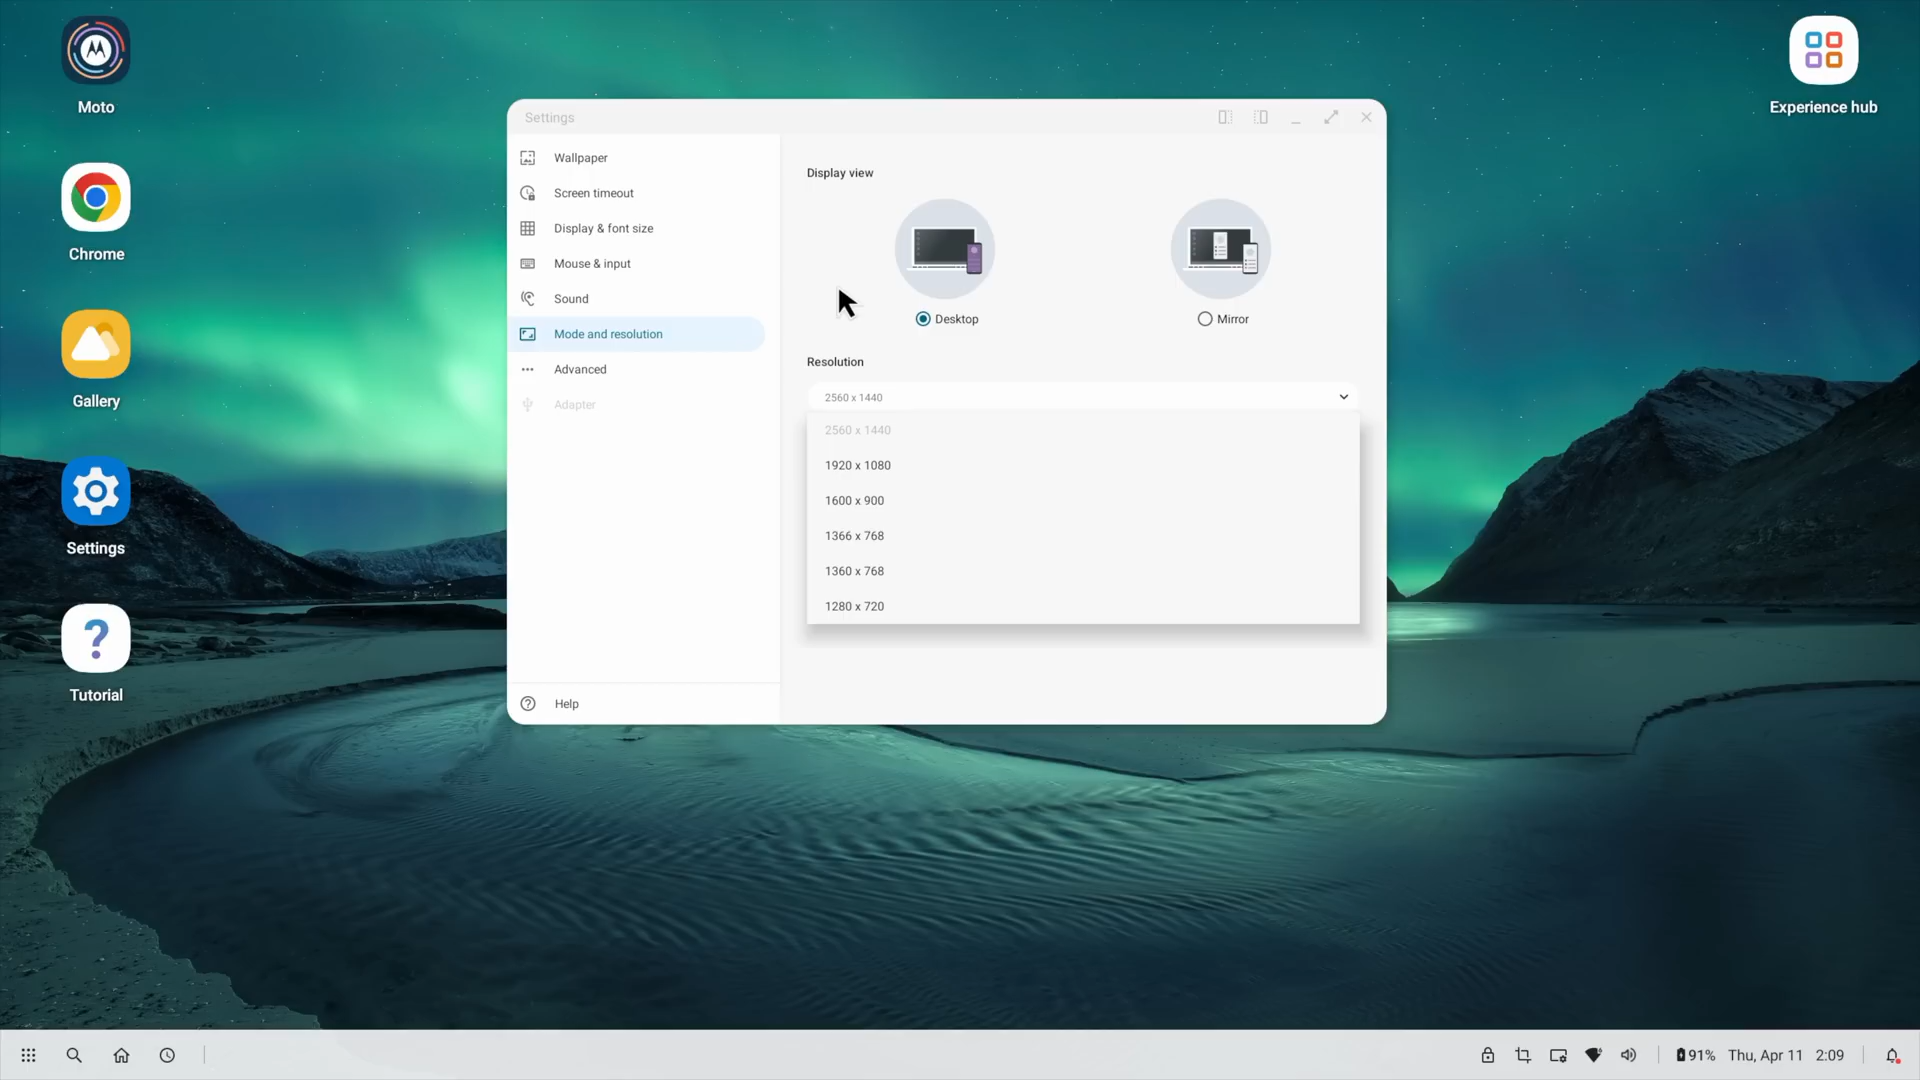 Moto
Chrome
Gallery
Settings
Tutorial
Experience hub
Settings
Wallpaper
Screen timeout
Display & font size
Mouse & input
Sound
Mode and resolution
Advanced
Adapter
Help
Display view
Desktop
Mirror
Resolution
2560 x 1440
2560 x 1440
1920 x 1080
1600 x 900
1366 x 768
1360 x 768
1280 x 720
91% Thu, Apr 11 2:09